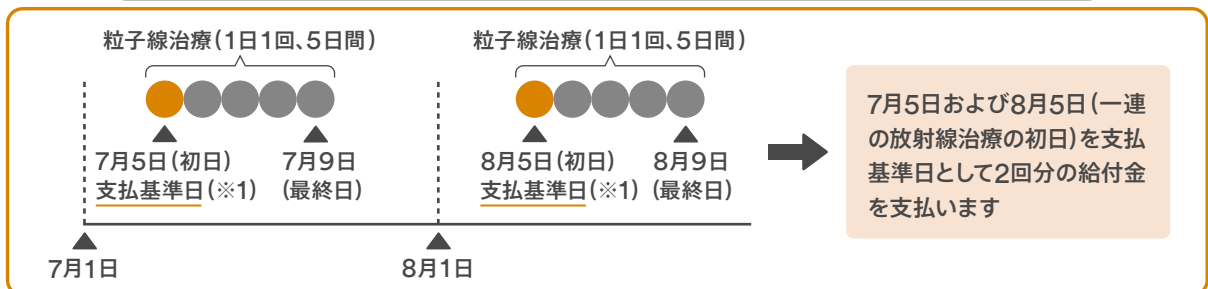 粒子線治療(1日1回、5日間)
7月5日(初日)
支払基準日(※1)
7月9日
(最終日)
7月1日
粒子線治療(1日1回、5日間)
8月5日(初日)
支払基準日(※1)
8月9日
(最終日)
8月1日
7月5日および8月5日(一連
の放射線治療の初日)を支払
基準日として2回分の給付金
を支払います